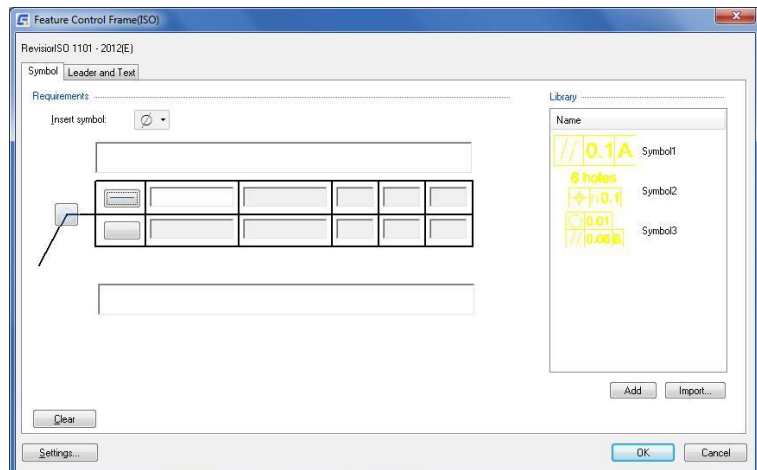 Feature Control Frame(ISO)
RevisionISO 1101 - 2012(E)
Symbol Leader and Text
Requirements
Insert symbol:
Library
Name
// 0.1 A Symbol1
6 holes
0.1 Symbol2
0.01
// 0.06 B Symbol3
Add Import...
Clear
Settings... OK Cancel